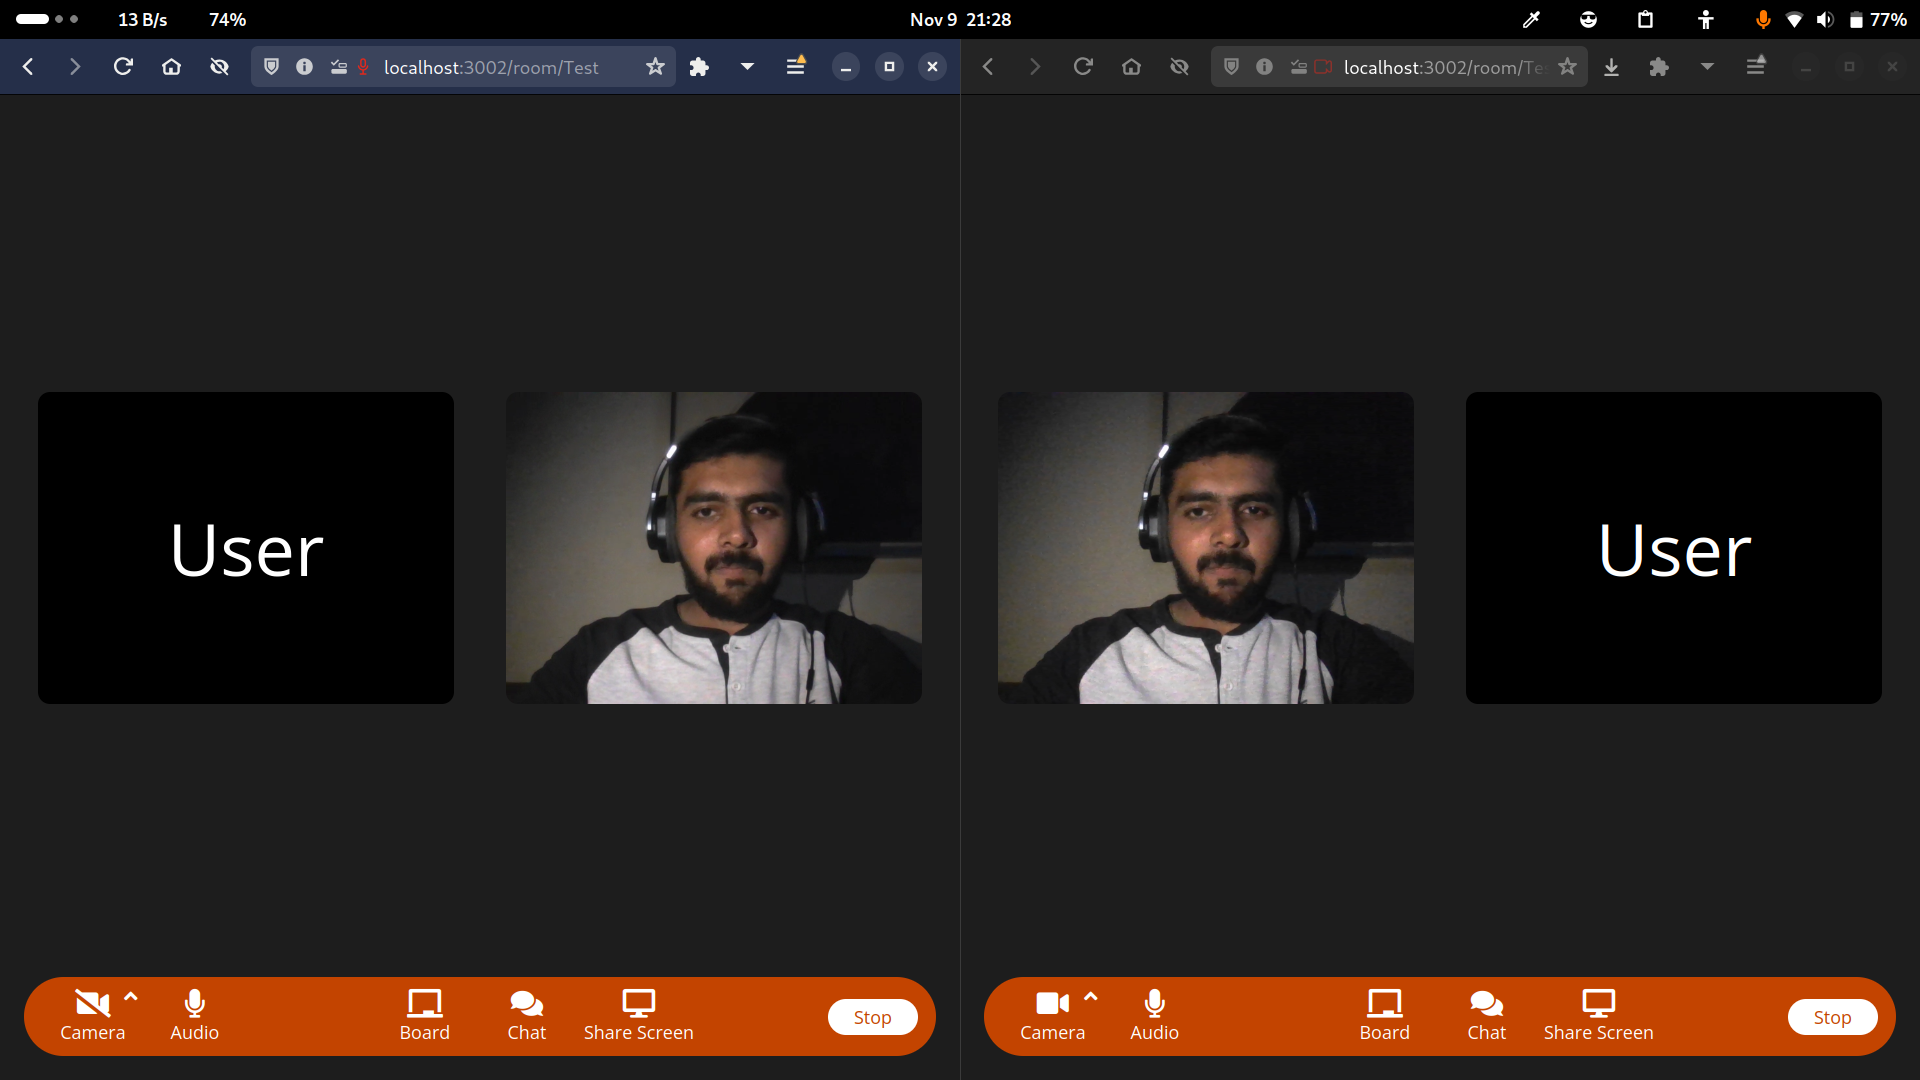 13 B/s 74% Nov 9 21:28 77%
localhost:3002/room/Test
User
Camera Audio Board Chat Share Screen Stop
localhost:3002/room/Te
User
Camera Audio Board Chat Share Screen Stop